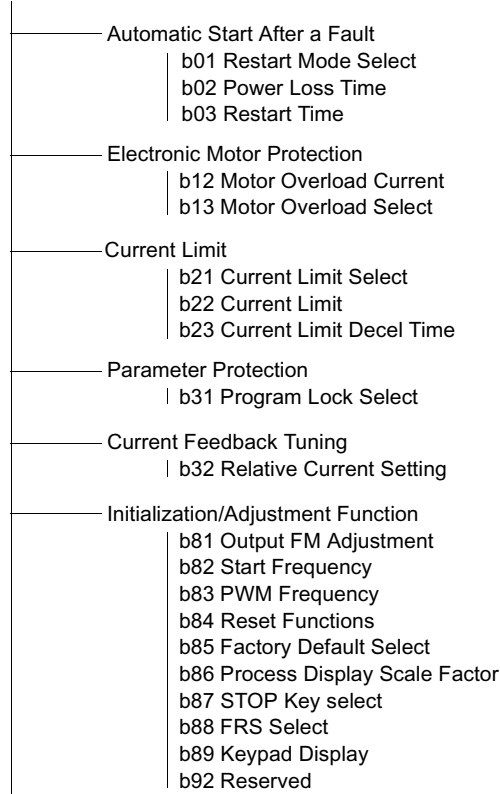 Automatic Start After a Fault
b01 Restart Mode Select
b02 Power Loss Time
b03 Restart Time
Electronic Motor Protection
b12 Motor Overload Current
b13 Motor Overload Select
Current Limit
b21 Current Limit Select
b22 Current Limit
b23 Current Limit Decel Time
Parameter Protection
b31 Program Lock Select
Current Feedback Tuning
b32 Relative Current Setting
Initialization/Adjustment Function
b81 Output FM Adjustment
b82 Start Frequency
b83 PWM Frequency
b84 Reset Functions
b85 Factory Default Select
b86 Process Display Scale Factor
b87 STOP Key select
b88 FRS Select
b89 Keypad Display
b92 Reserved